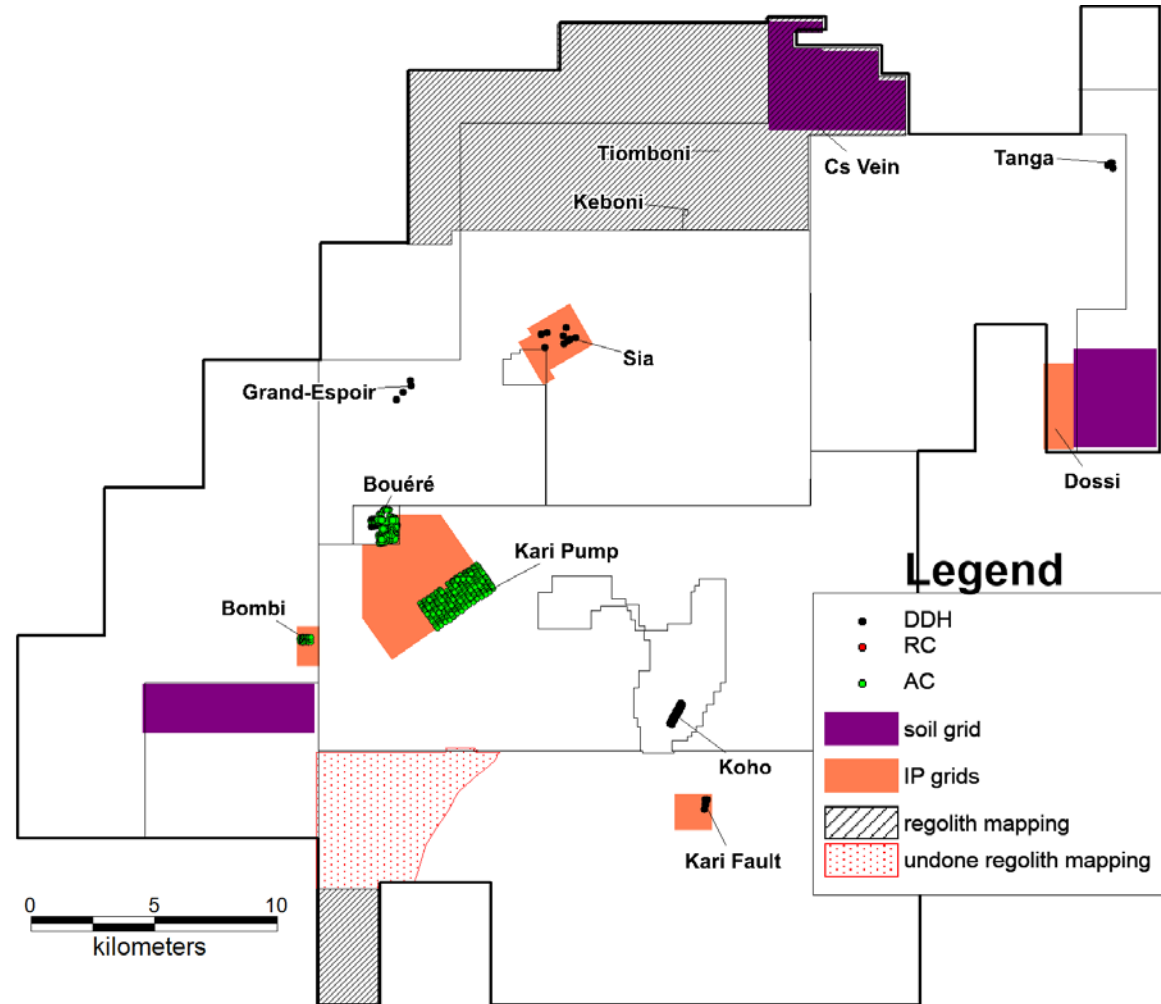 Tiomboni
Cs Vein
Tanga
Keboni
Sia
Grand-Espoir
Dossi
Bouéré
Kari Pump
Bombi
Koho
Kari Fault
Legend
DDH
RC
AC
soil grid
IP grids
regolith mapping
undone regolith mapping
0 5 10
kilometers